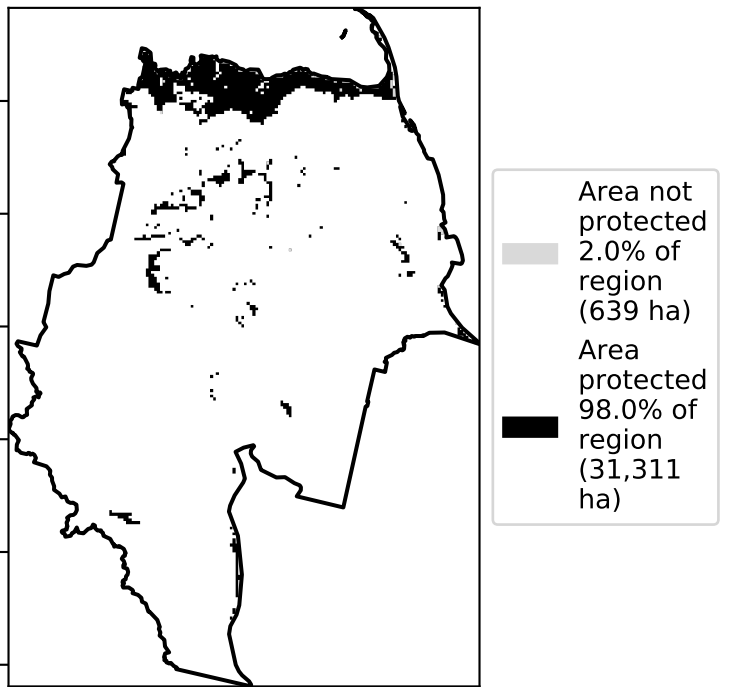 Area not
protected
2.0% of
region
(639 ha)
Area
protected
98.0% of
region
(31,311
ha)